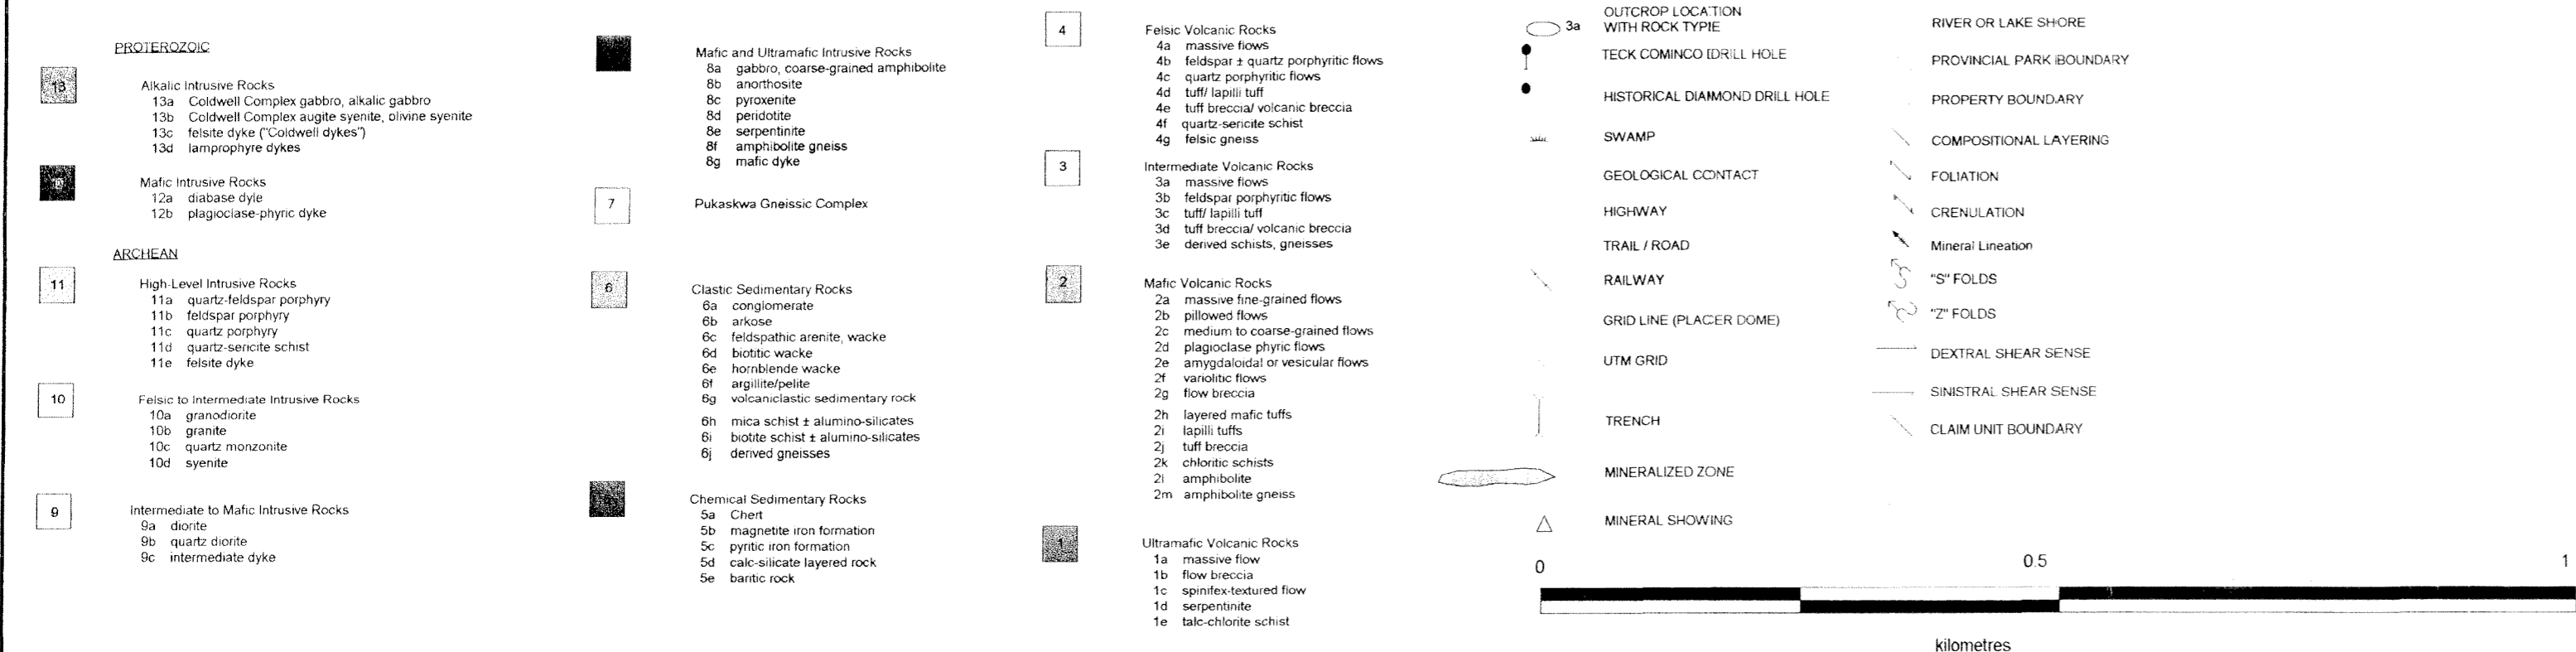 PROTEROZOIC
13
Alkalic Intrusive Rocks
13a Coldwell Complex gabbro, alkalic gabbro
13b Coldwell Complex augite syenite, olivine syenite
13c felsite dyke ("Coldwell dykes")
13d lamprophyre dykes
Mafic Intrusive Rocks
12a diabase dyle
12b plagioclase-phyric dyke
ARCHEAN
11
High-Level Intrusive Rocks
11a quartz-feldspar porphyry
11b feldspar porphyry
11c quartz porphyry
11d quartz-sericite schist
11e felsite dyke
10
Felsic to Intermediate Intrusive Rocks
10a granodiorite
10b granite
10c quartz monzonite
10d syenite
9
Intermediate to Mafic Intrusive Rocks
9a diorite
9b quartz diorite
9c intermediate dyke
Mafic and Ultramafic Intrusive Rocks
8a gabbro, coarse-grained amphibolite
8b anorthosite
8c pyroxenite
8d peridotite
8e serpentinite
8f amphibolite gneiss
8g mafic dyke
7
Pukaskwa Gneissic Complex
6
Clastic Sedimentary Rocks
6a conglomerate
6b arkose
6c feldspathic arenite, wacke
6d biotitic wacke
6e hornblende wacke
6f argillite/pelite
6g volcaniclastic sedimentary rock
6h mica schist ± alumino-silicates
6i biotite schist ± alumino-silicates
6j derived gneisses
Chemical Sedimentary Rocks
5a Chert
5b magnetite iron formation
5c pyritic iron formation
5d calc-silicate layered rock
5e baritic rock
4
Felsic Volcanic Rocks
4a massive flows
4b feldspar ± quartz porphyritic flows
4c quartz porphyritic flows
4d tuff/ lapilli tuff
4e tuff breccia/ volcanic breccia
4f quartz-sericite schist
4g felsic gneiss
3
Intermediate Volcanic Rocks
3a massive flows
3b feldspar porphyritic flows
3c tuff/ lapilli tuff
3d tuff breccia/ volcanic breccia
3e derived schists, gneisses
2
Mafic Volcanic Rocks
2a massive fine-grained flows
2b pillowed flows
2c medium to coarse-grained flows
2d plagioclase phyric flows
2e amygdaloidal or vesicular flows
2f variolitic flows
2g flow breccia
2h layered mafic tuffs
2i lapilli tuffs
2j tuff breccia
2k chloritic schists
2l amphibolite
2m amphibolite gneiss
1
Ultramafic Volcanic Rocks
1a massive flow
1b flow breccia
1c spinifex-textured flow
1d serpentinite
1e talc-chlorite schist
3a
OUTCROP LOCATION
WITH ROCK TYPIE
TECK COMINCO IDRILL HOLE
HISTORICAL DIAMOND DRILL HOLE
SWAMP
GEOLOGICAL CONTACT
HIGHWAY
TRAIL / ROAD
RAILWAY
GRID LINE (PLACER DOME)
UTM GRID
TRENCH
MINERALIZED ZONE
MINERAL SHOWING
RIVER OR LAKE SHORE
PROVINCIAL PARK BOUNDARY
PROPERTY BOUNDARY
COMPOSITIONAL LAYERING
FOLIATION
CRENULATION
Mineral Lineation
"S" FOLDS
"Z" FOLDS
DEXTRAL SHEAR SENSE
SINISTRAL SHEAR SENSE
CLAIM UNIT BOUNDARY
0 0.5 1
kilometres